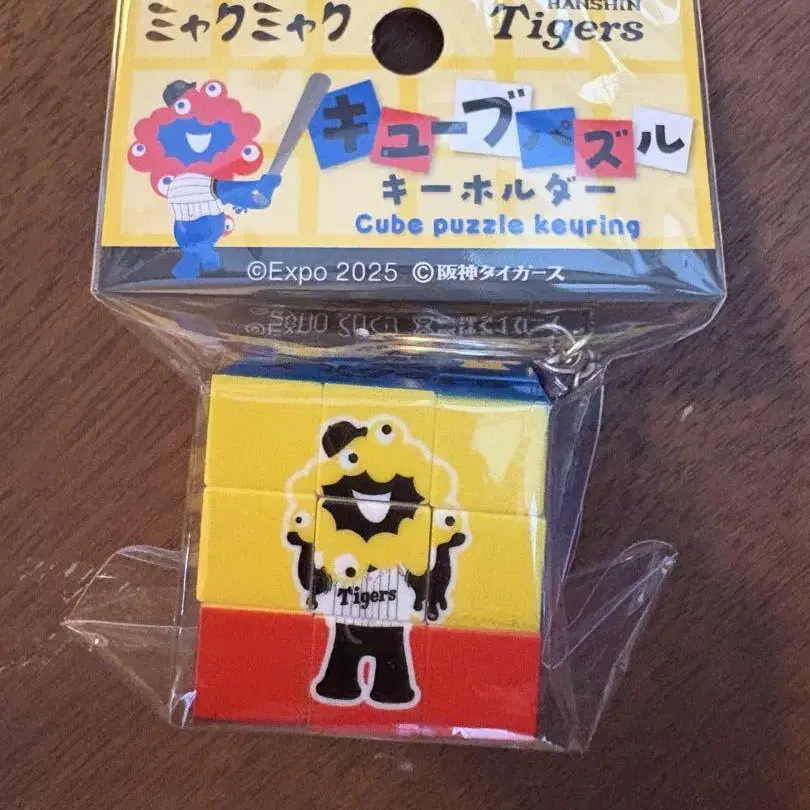 ミャクミャク
HANSHIN
Tigers
キューブパズル
キーホルダー
Cube puzzle keyring
©Expo 2025 ©阪神タイガース
Tigers